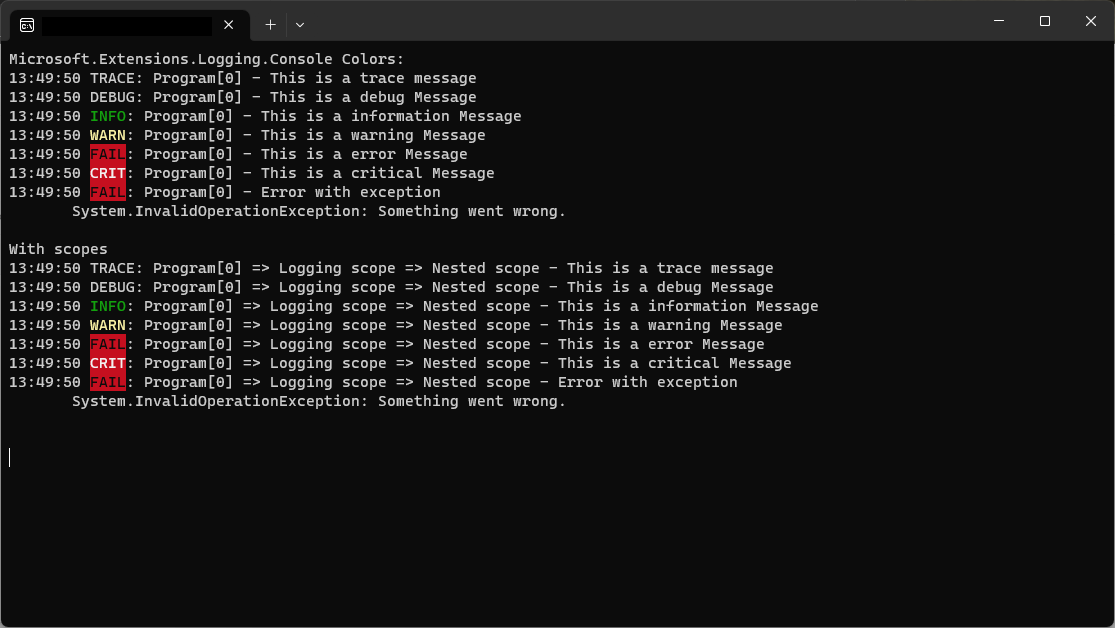 Microsoft.Extensions.Logging.Console Colors:
13:49:50 TRACE: Program[0] - This is a trace message
13:49:50 DEBUG: Program[0] - This is a debug Message
13:49:50 INFO: Program[0] - This is a information Message
13:49:50 WARN: Program[0] - This is a warning Message
13:49:50 FAIL: Program[0] - This is a error Message
13:49:50 CRIT: Program[0] - This is a critical Message
13:49:50 FAIL: Program[0] - Error with exception
System.InvalidOperationException: Something went wrong.
With scopes
13:49:50 TRACE: Program[0] => Logging scope => Nested scope - This is a trace message
13:49:50 DEBUG: Program[0] => Logging scope => Nested scope - This is a debug Message
13:49:50 INFO: Program[0] => Logging scope => Nested scope - This is a information Message
13:49:50 WARN: Program[0] => Logging scope => Nested scope - This is a warning Message
13:49:50 FAIL: Program[0] => Logging scope => Nested scope - This is a error Message
13:49:50 CRIT: Program[0] => Logging scope => Nested scope - This is a critical Message
13:49:50 FAIL: Program[0] => Logging scope => Nested scope - Error with exception
System.InvalidOperationException: Something went wrong.